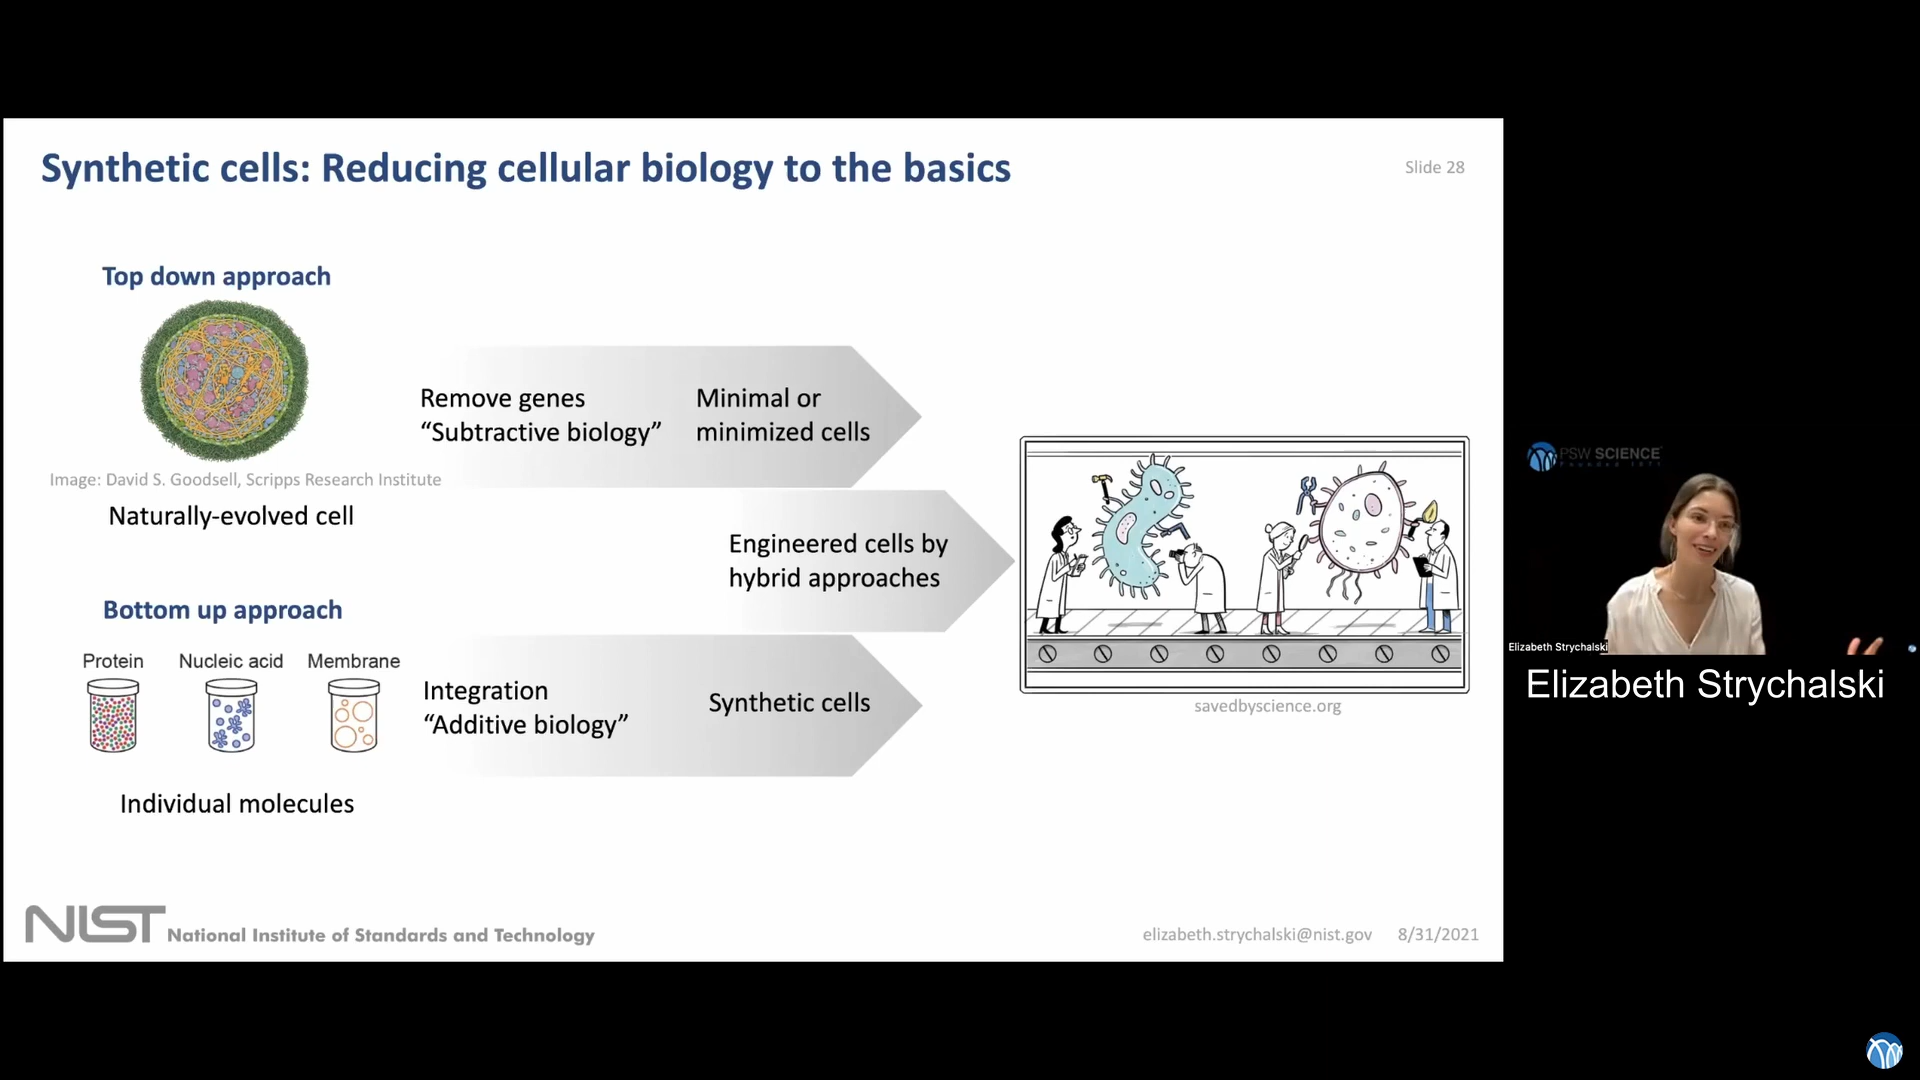 Synthetic cells: Reducing cellular biology to the basics
Slide 28
Top down approach
Remove genes
“Subtractive biology”
Minimal or
minimized cells
Image: David S. Goodsell, Scripps Research Institute
Naturally-evolved cell
Engineered cells by
hybrid approaches
Bottom up approach
Protein
Nucleic acid
Membrane
Integration
“Additive biology”
Synthetic cells
Individual molecules
savedbyscience.org
NIST National Institute of Standards and Technology
elizabeth.strychalski@nist.gov
8/31/2021
PSW SCIENCE
Elizabeth Strychalski
Elizabeth Strychalski